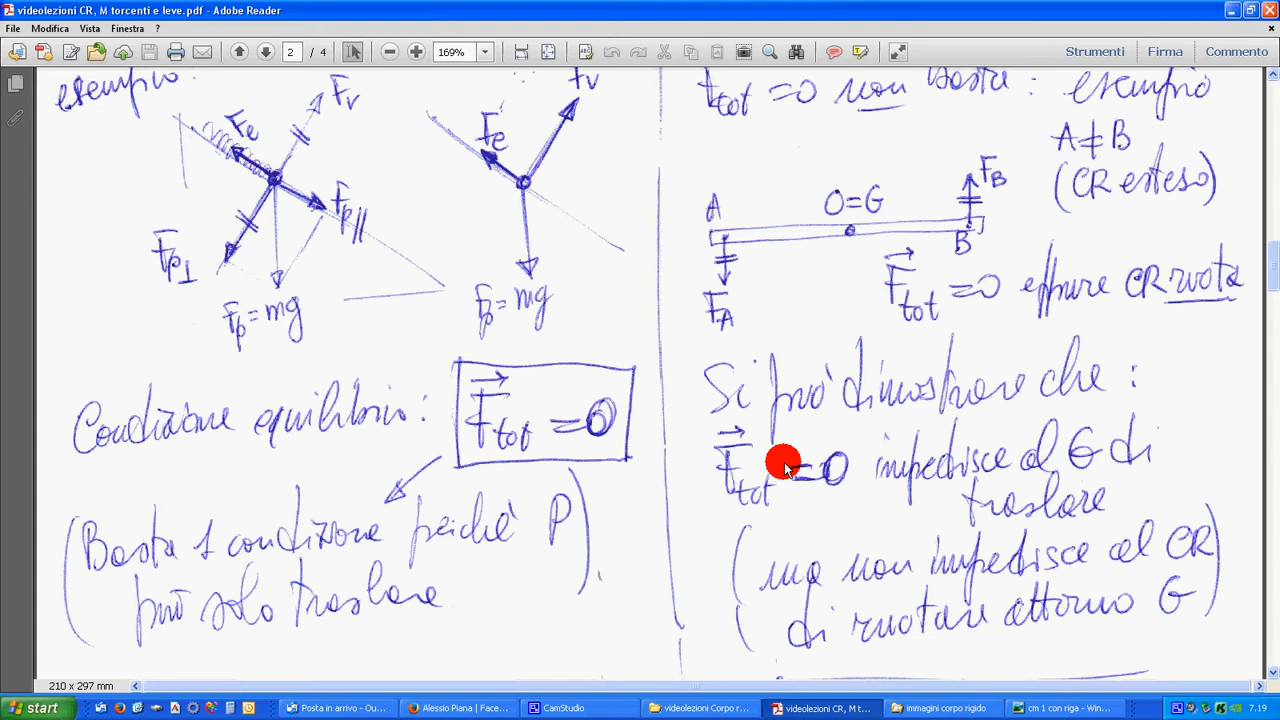 videolezioni CR, M torcenti e leve.pdf - Adobe Reader
File Modifica Vista Finestra ?
2 / 4 169% Strumenti Firma Commento
esempio:
Fe
Fv
Fp//
Fp⊥
Fp = mg
Fe
Fv
Fp = mg
Condizione equilibrio: Ftot = 0
(Basta 1 condizione perchè P
può solo traslare)
Ftot = 0 non basta: esempio
A ≠ B
(CR esteso)
A
O=G
FB
B
FA
Ftot = 0 eppure CR ruota
Si può dimostrare che:
Ftot = 0 impedisce al G di
traslare
(ma non impedisce al CR
di ruotare attorno G)
210 x 297 mm
start
Posta in arrivo - Ou...
Alessio Piana | Face...
CamStudio
videolezioni Corpo r...
videolezioni CR, M t...
immagini corpo rigido
cm 1 con riga - Win...
7.19